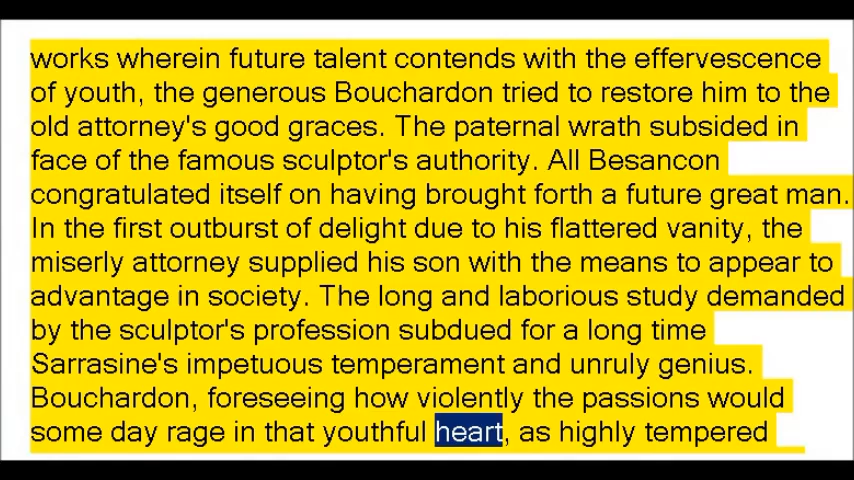 works wherein future talent contends with the effervescence
of youth, the generous Bouchardon tried to restore him to the
old attorney's good graces. The paternal wrath subsided in
face of the famous sculptor's authority. All Besancon
congratulated itself on having brought forth a future great man.
In the first outburst of delight due to his flattered vanity, the
miserly attorney supplied his son with the means to appear to
advantage in society. The long and laborious study demanded
by the sculptor's profession subdued for a long time
Sarrasine's impetuous temperament and unruly genius.
Bouchardon, foreseeing how violently the passions would
some day rage in that youthful heart, as highly tempered